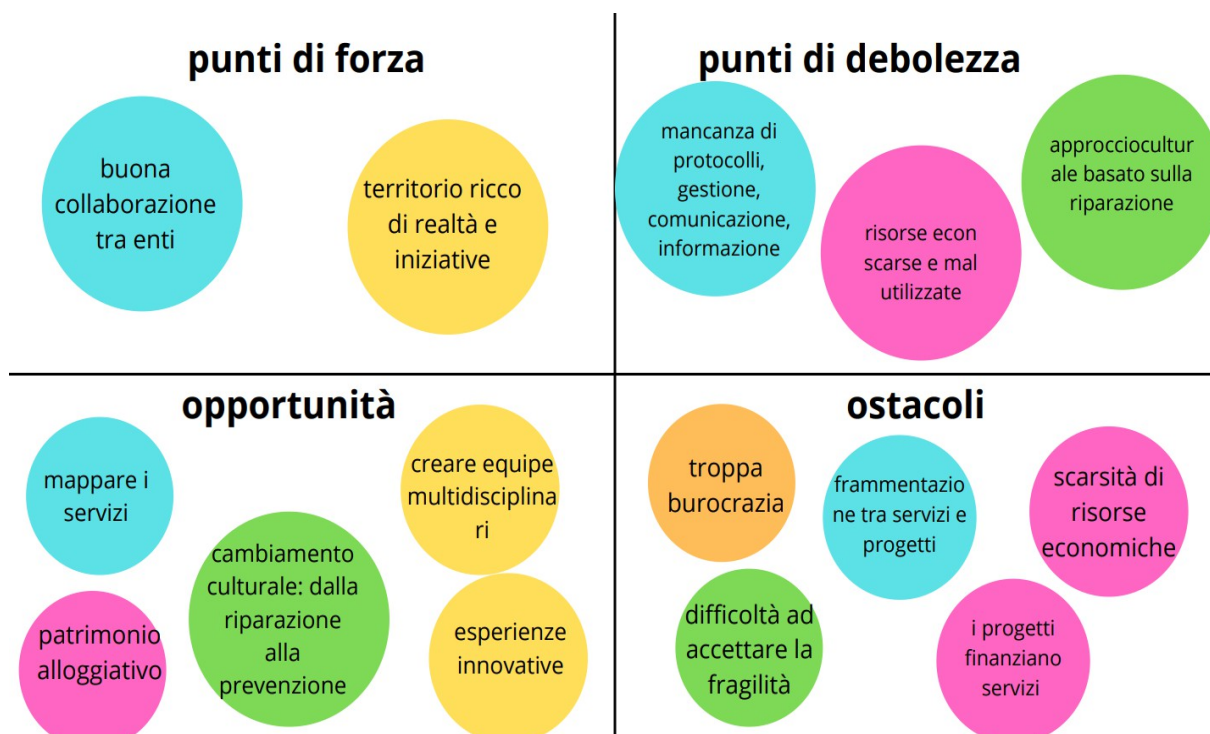 punti di forza
buona
collaborazione
tra enti
territorio ricco
di realtà e
iniziative
punti di debolezza
mancanza di
protocolli,
gestione,
comunicazione,
informazione
risorse econ
scarse e mal
utilizzate
approcciocultur
ale basato sulla
riparazione
opportunità
mappare i
servizi
patrimonio
alloggiativo
cambiamento
culturale: dalla
riparazione
alla
prevenzione
creare equipe
multidisciplina
ri
esperienze
innovative
ostacoli
troppa
burocrazia
frammentazio
ne tra servizi e
progetti
scarsità di
risorse
economiche
difficoltà ad
accettare la
fragilità
i progetti
finanziano
servizi